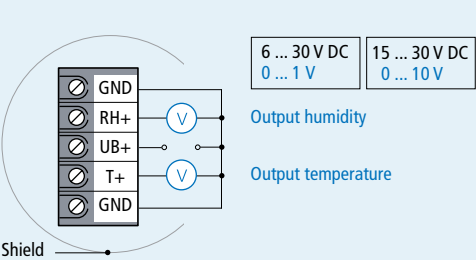 6 ... 30 V DC
0 ... 1 V
15 ... 30 V DC
0 ... 10 V
GND
RH+
V
Output humidity
UB+
T+
V
Output temperature
GND
Shield